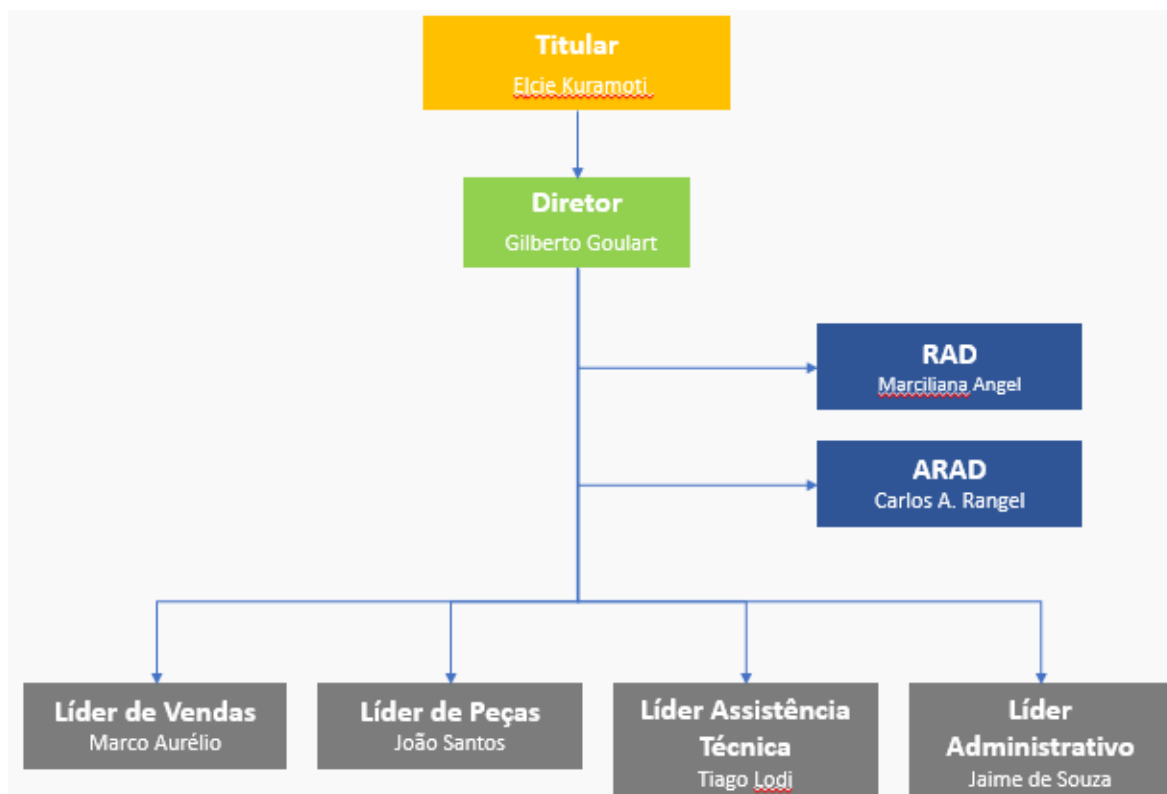 Titular
Elcie Kuramoti
Diretor
Gilberto Goulart
RAD
Marciliana Angel
ARAD
Carlos A. Rangel
Líder de Vendas
Marco Aurélio
Líder de Peças
João Santos
Líder Assistência
Técnica
Tiago Lodi
Líder
Administrativo
Jaime de Souza